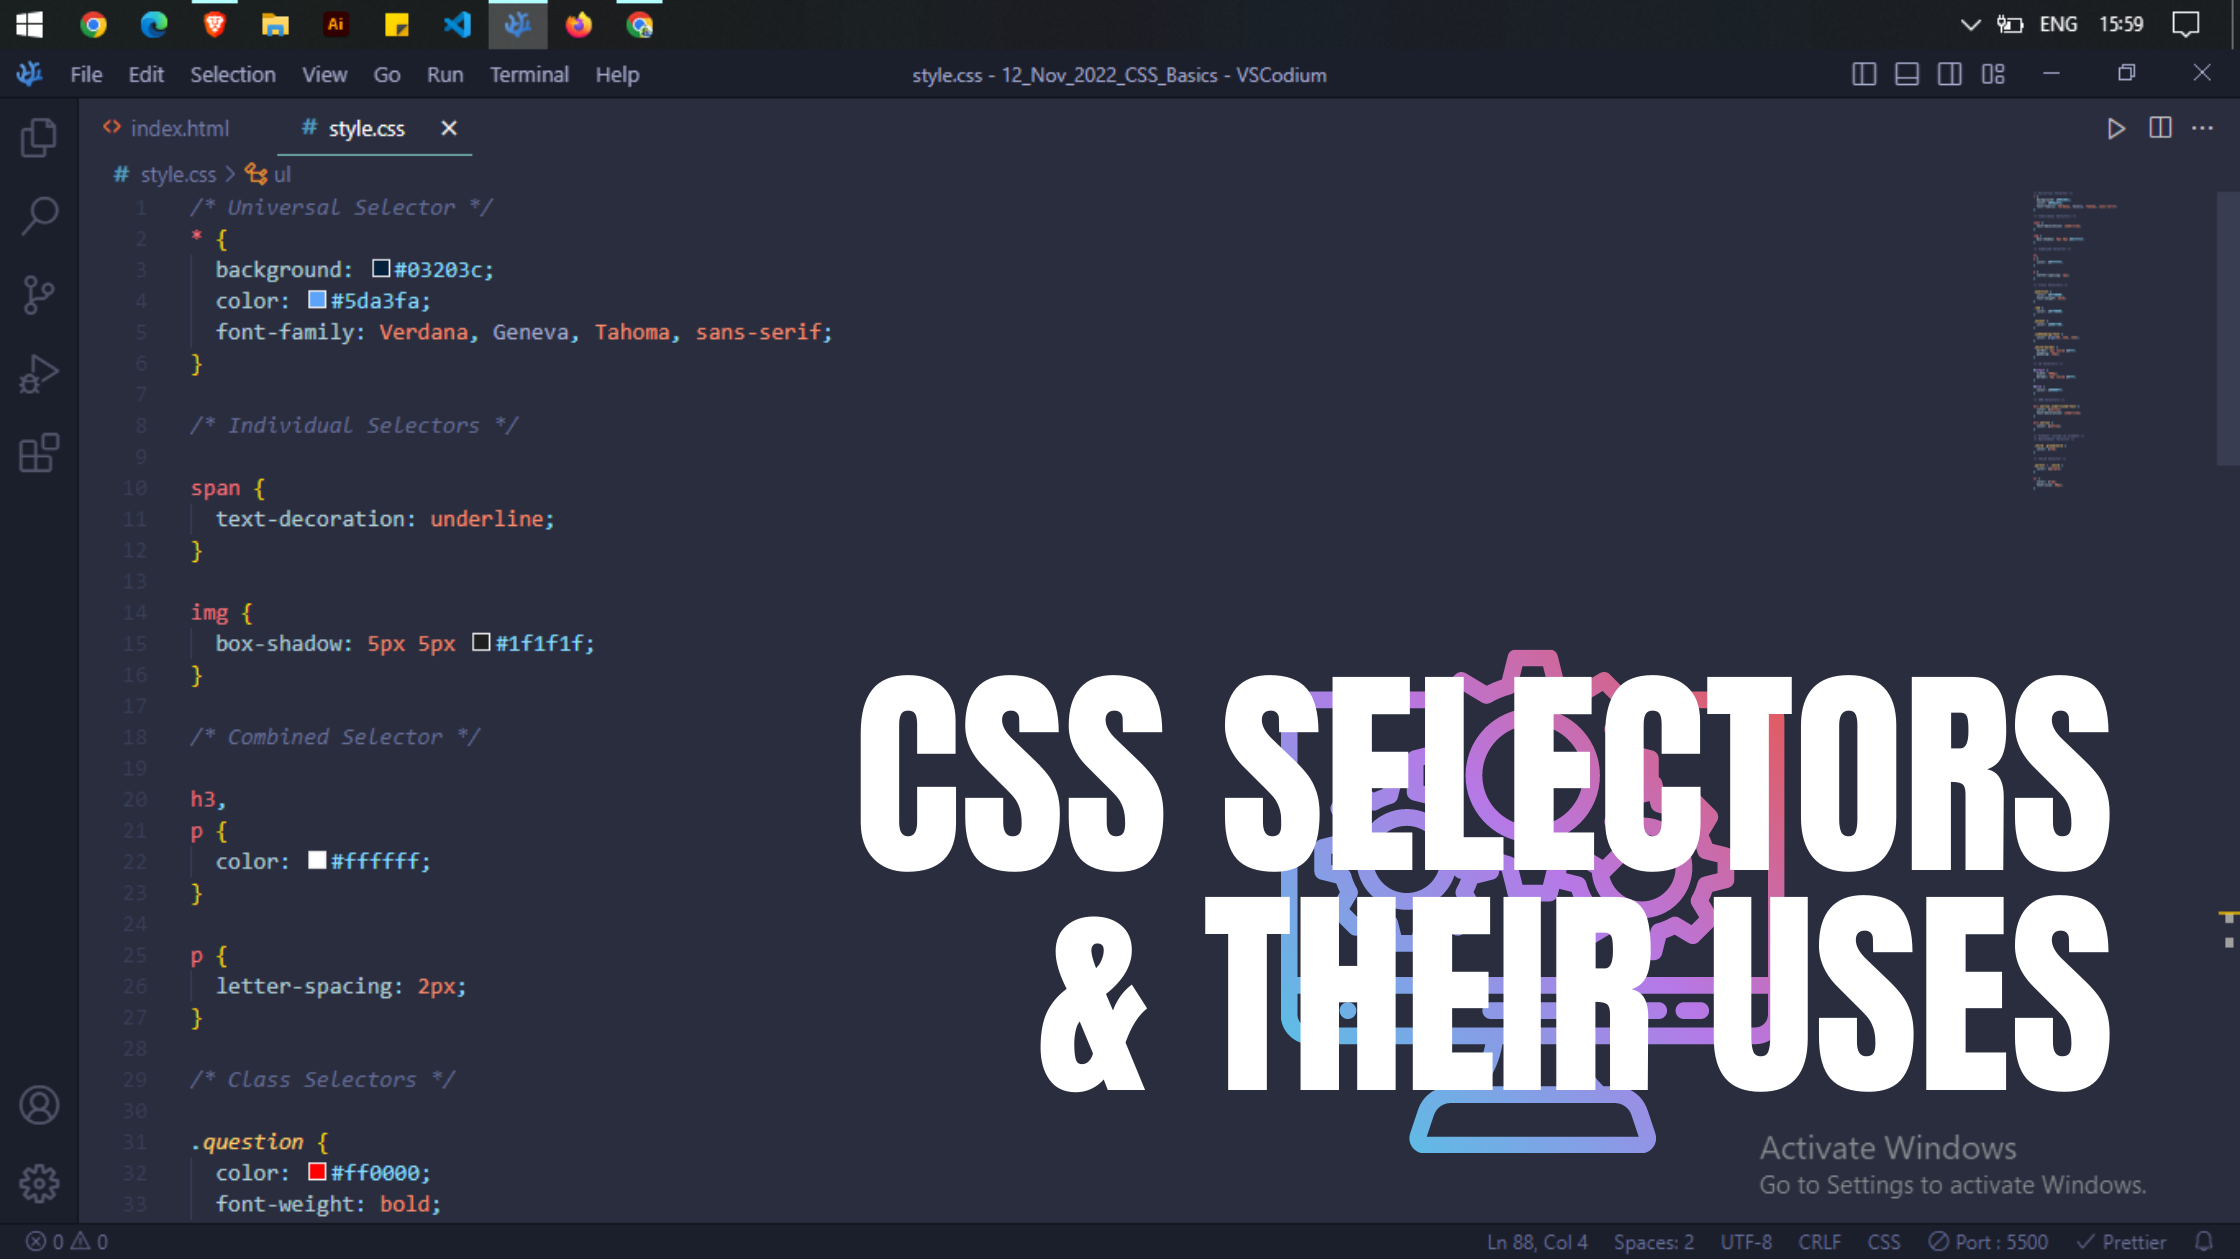 Ai
ENG 15:59
File Edit Selection View Go Run Terminal Help
style.css - 12_Nov_2022_CSS_Basics - VSCodium
<> index.html
# style.css
# style.css > ul
1 /* Universal Selector */
2 * {
3 background: #03203c;
4 color: #5da3fa;
5 font-family: Verdana, Geneva, Tahoma, sans-serif;
6 }
7
8 /* Individual Selectors */
9
10 span {
11 text-decoration: underline;
12 }
13
14 img {
15 box-shadow: 5px 5px #1f1f1f;
16 }
17
18 /* Combined Selector */
19
20 h3,
21 p {
22 color: #ffffff;
23 }
24
25 p {
26 letter-spacing: 2px;
27 }
28
29 /* Class Selectors */
30
31 .question {
32 color: #ff0000;
33 font-weight: bold;
CSS SELECTORS
& THEIR USES
Activate Windows
Go to Settings to activate Windows.
0 0
Ln 88, Col 4 Spaces: 2 UTF-8 CRLF CSS Port : 5500 Prettier